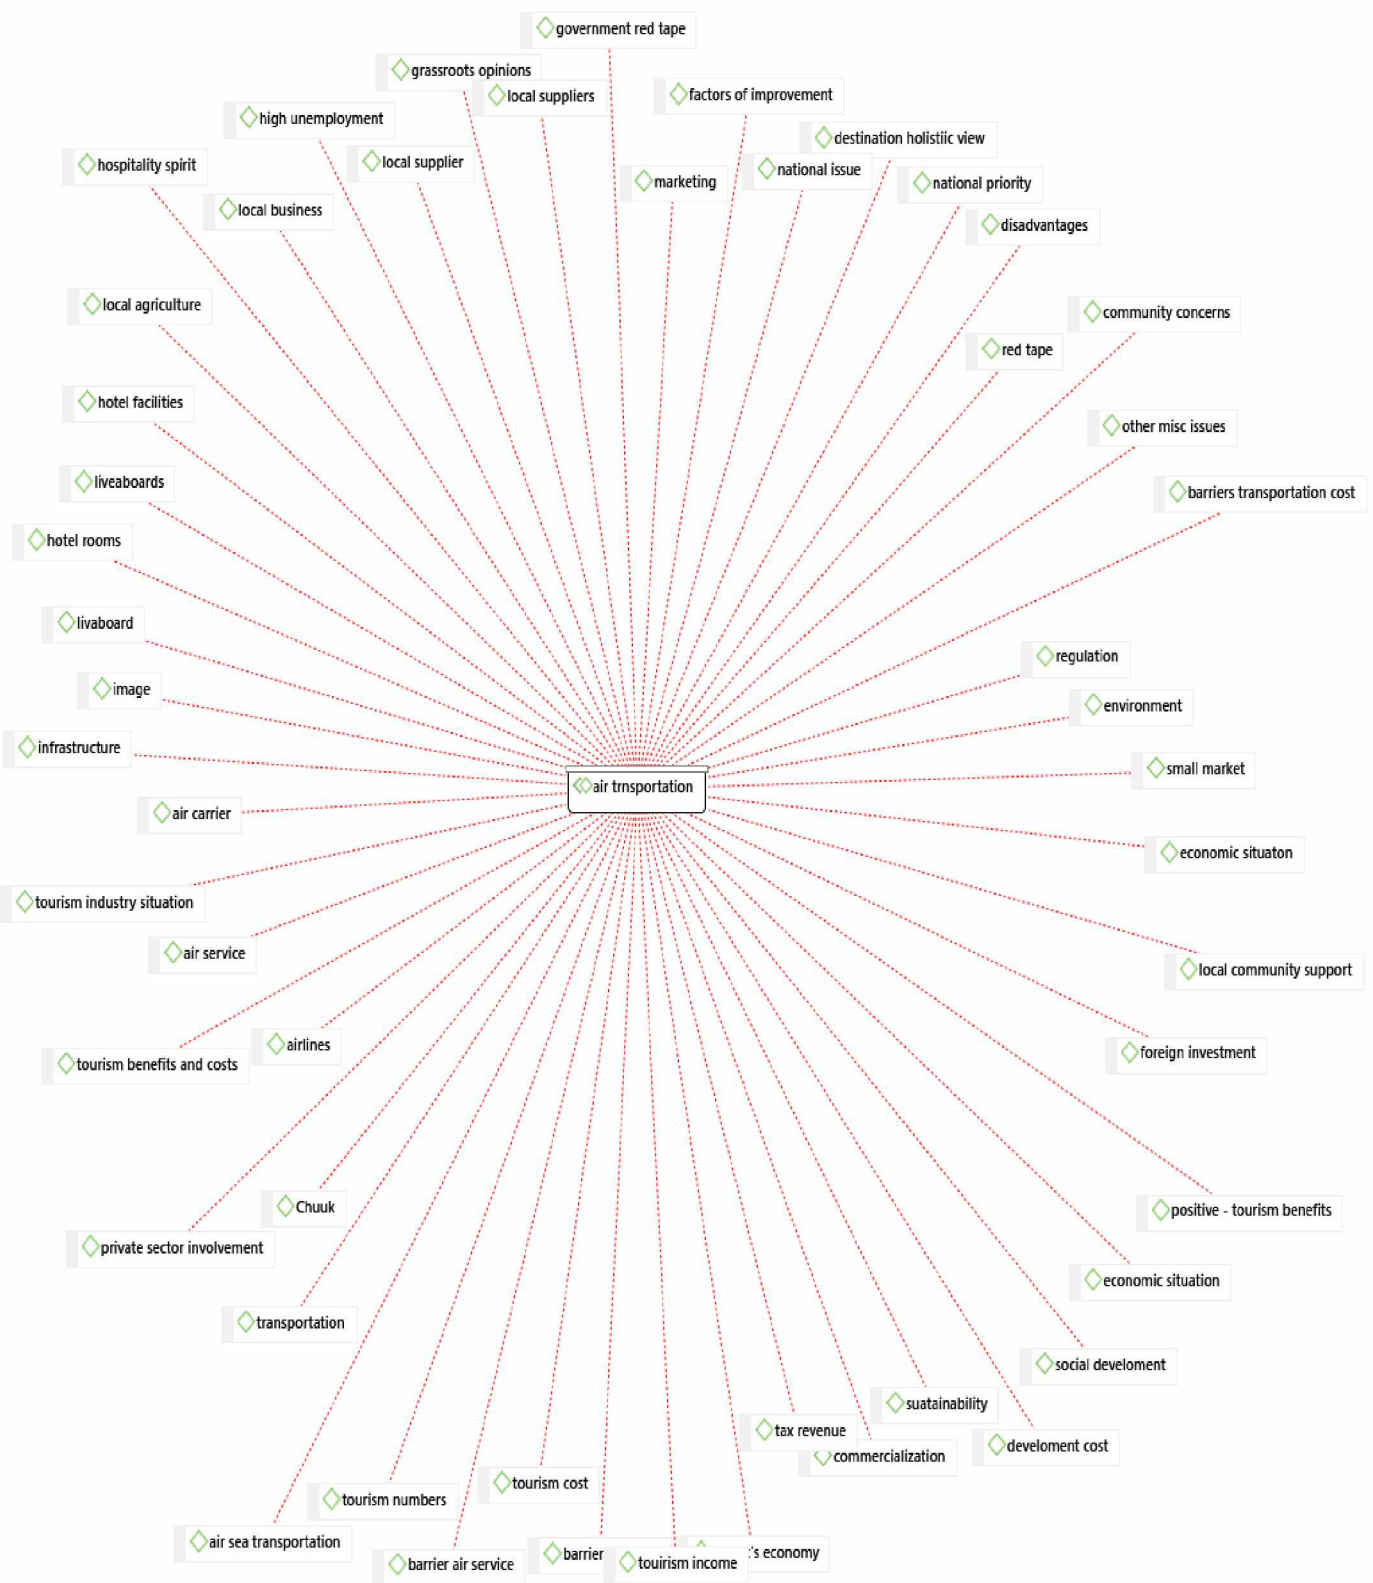 government red tape
grassroots opinions
local suppliers
factors of improvement
high unemployment
destination holistiic view
hospitality spirit
local supplier
national issue
marketing
national priority
local business
disadvantages
local agriculture
community concerns
red tape
hotel facilities
other misc issues
liveaboards
barriers transportation cost
hotel rooms
livaboard
regulation
image
environment
infrastructure
small market
air trnsportation
air carrier
economic situaton
tourism industry situation
air service
local community support
airlines
foreign investment
tourism benefits and costs
Chuuk
positive - tourism benefits
private sector involvement
economic situation
transportation
social develoment
suatainability
tax revenue
develoment cost
commercialization
tourism cost
tourism numbers
air sea transportation
barrier
's economy
touirism income
barrier air service